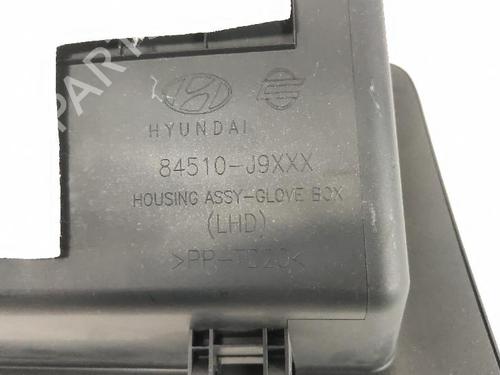 HYUNDAI
84510-J9XXX
HOUSING ASSY-GLOVE BOX
(LHD)
>PP-TD20<